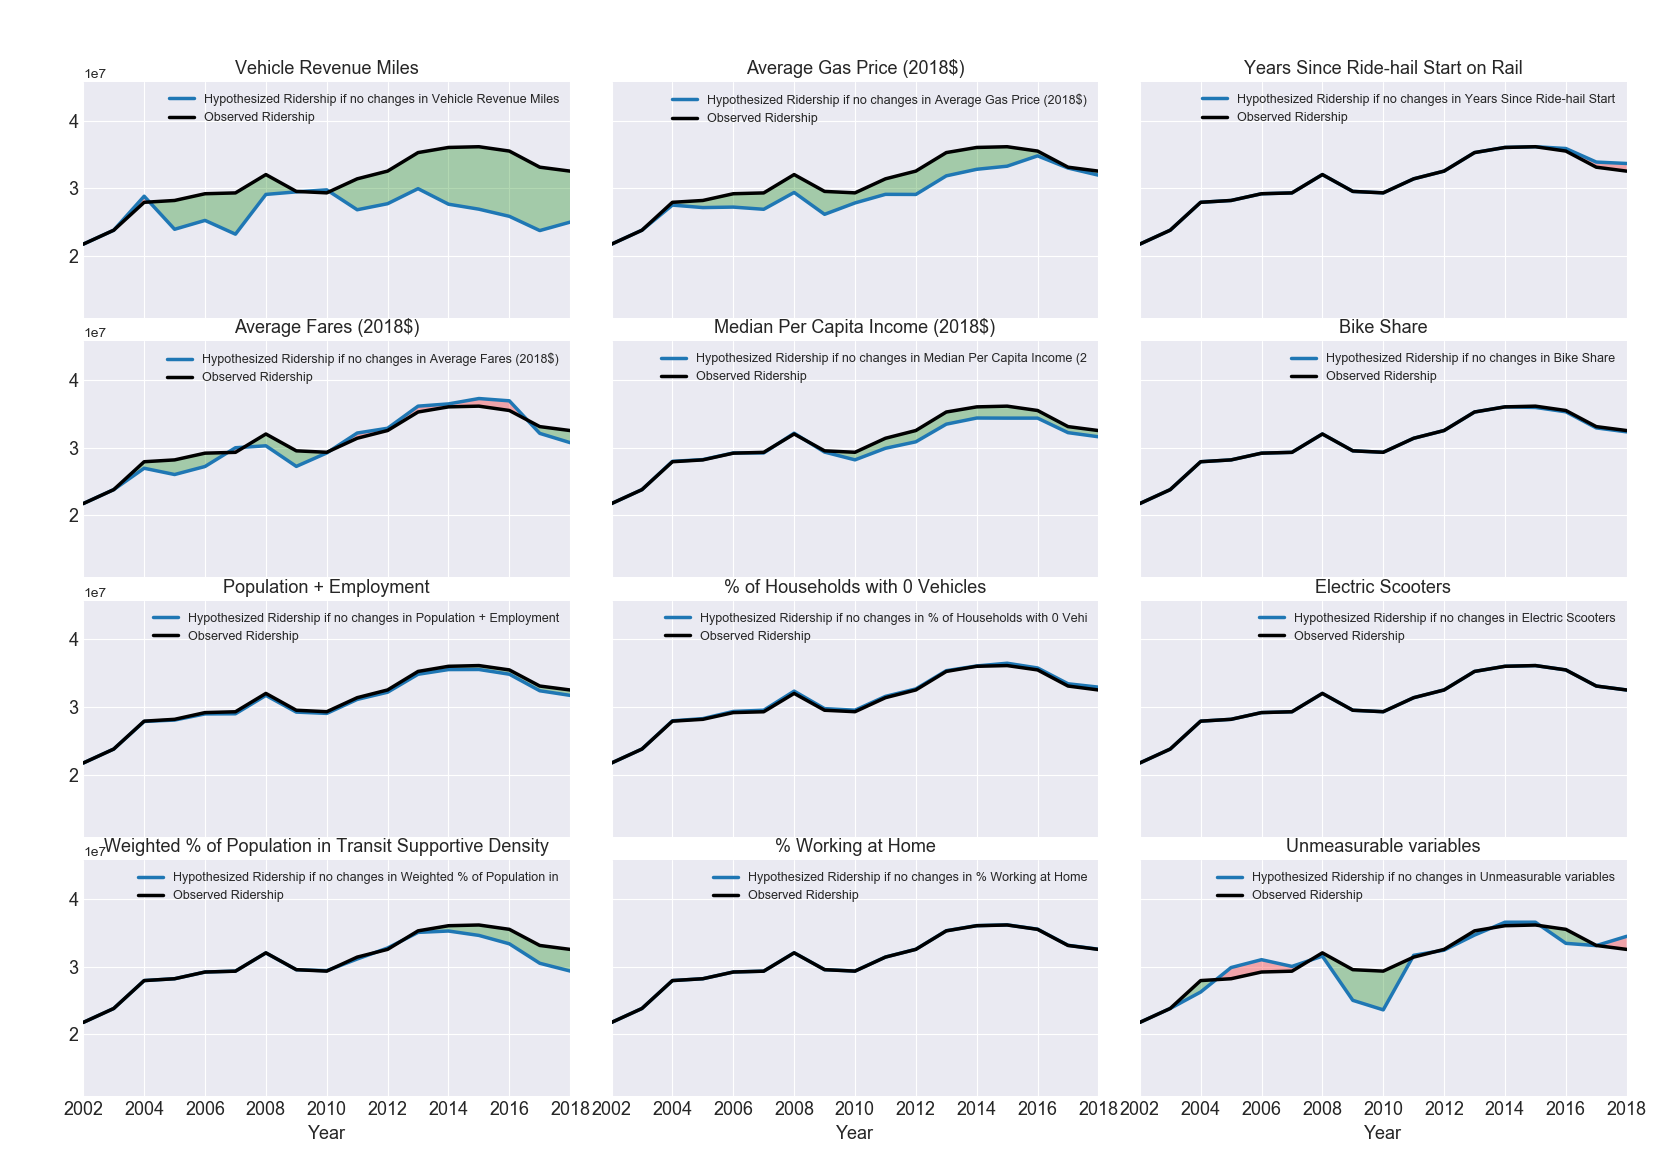 Vehicle Revenue Miles
1e7
Hypothesized Ridership if no changes in Vehicle Revenue Miles
Observed Ridership
4
3
2
Average Gas Price (2018$)
Hypothesized Ridership if no changes in Average Gas Price (2018$)
Observed Ridership
Years Since Ride-hail Start on Rail
Hypothesized Ridership if no changes in Years Since Ride-hail Start
Observed Ridership
Average Fares (2018$)
1e7
Hypothesized Ridership if no changes in Average Fares (2018$)
Observed Ridership
4
3
2
Median Per Capita Income (2018$)
Hypothesized Ridership if no changes in Median Per Capita Income (2
Observed Ridership
Bike Share
Hypothesized Ridership if no changes in Bike Share
Observed Ridership
Population + Employment
1e7
Hypothesized Ridership if no changes in Population + Employment
Observed Ridership
4
3
2
% of Households with 0 Vehicles
Hypothesized Ridership if no changes in % of Households with 0 Vehi
Observed Ridership
Electric Scooters
Hypothesized Ridership if no changes in Electric Scooters
Observed Ridership
Weighted % of Population in Transit Supportive Density
1e7
Hypothesized Ridership if no changes in Weighted % of Population in
Observed Ridership
4
3
2
2002 2004 2006 2008 2010 2012 2014 2016 2018
Year
% Working at Home
Hypothesized Ridership if no changes in % Working at Home
Observed Ridership
2002 2004 2006 2008 2010 2012 2014 2016 2018
Year
Unmeasurable variables
Hypothesized Ridership if no changes in Unmeasurable variables
Observed Ridership
2002 2004 2006 2008 2010 2012 2014 2016 2018
Year